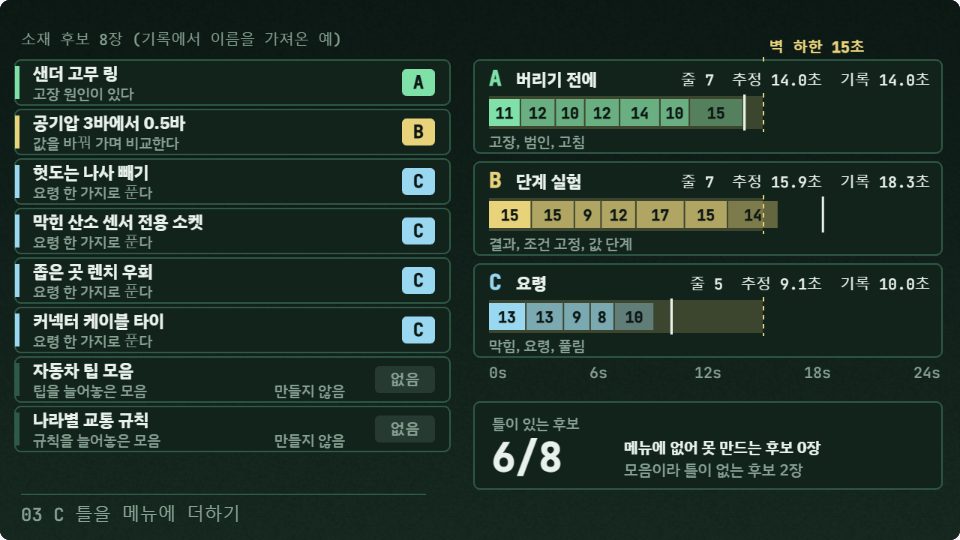 소재 후보 8장 (기록에서 이름을 가져온 예)
샌더 고무 링
고장 원인이 있다
A
공기압 3바에서 0.5바
값을 바꿔 가며 비교한다
B
헛도는 나사 빼기
요령 한 가지로 푼다
C
막힌 산소 센서 전용 소켓
요령 한 가지로 푼다
C
좁은 곳 렌치 우회
요령 한 가지로 푼다
C
커넥터 케이블 타이
요령 한 가지로 푼다
C
자동차 팁 모음
팁을 늘어놓은 모음
만들지 않음
없음
나라별 교통 규칙
규칙을 늘어놓은 모음
만들지 않음
없음
03 C 틀을 메뉴에 더하기
벽 하한 15초
A 버리기 전에 줄 7 추정 14.0초 기록 14.0초
11 12 10 12 14 10 15
고장, 범인, 고침
B 단계 실험 줄 7 추정 15.9초 기록 18.3초
15 15 9 12 17 15 14
결과, 조건 고정, 값 단계
C 요령 줄 5 추정 9.1초 기록 10.0초
13 13 9 8 10
막힘, 요령, 풀림
0s 6s 12s 18s 24s
틀이 있는 후보
6/8
메뉴에 없어 못 만드는 후보 0장
모음이라 틀이 없는 후보 2장